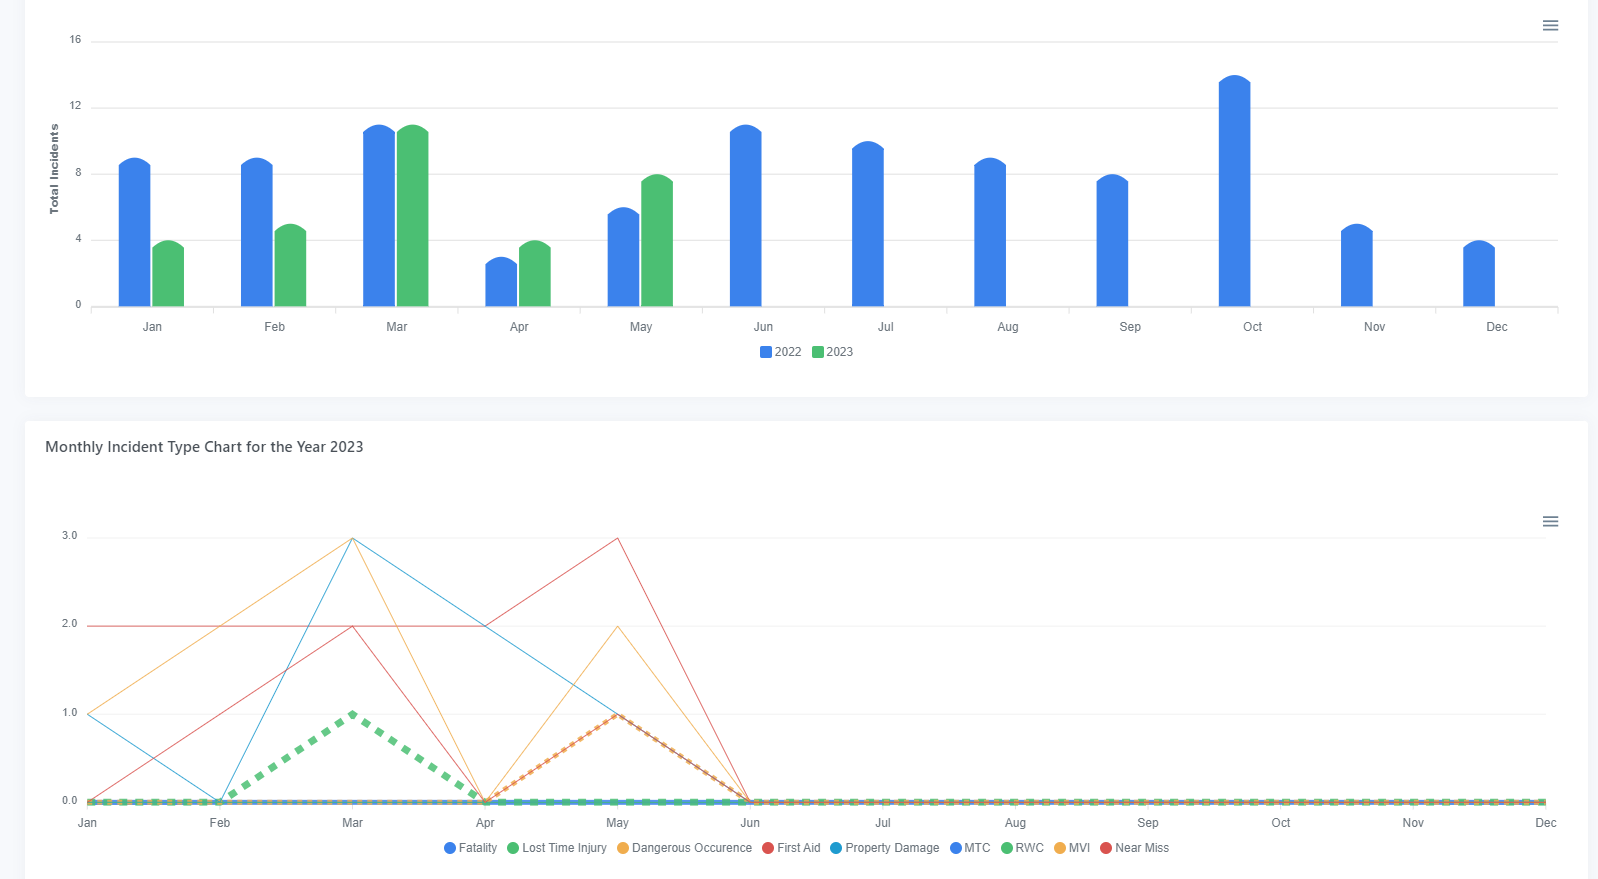 16
12
8
4
0
Total Incidents
Jan Feb Mar Apr May Jun Jul Aug Sep Oct Nov Dec
2022 2023
Monthly Incident Type Chart for the Year 2023
3.0
2.0
1.0
0.0
Jan Feb Mar Apr May Jun Jul Aug Sep Oct Nov Dec
Fatality Lost Time Injury Dangerous Occurence First Aid Property Damage MTC RWC MVI Near Miss